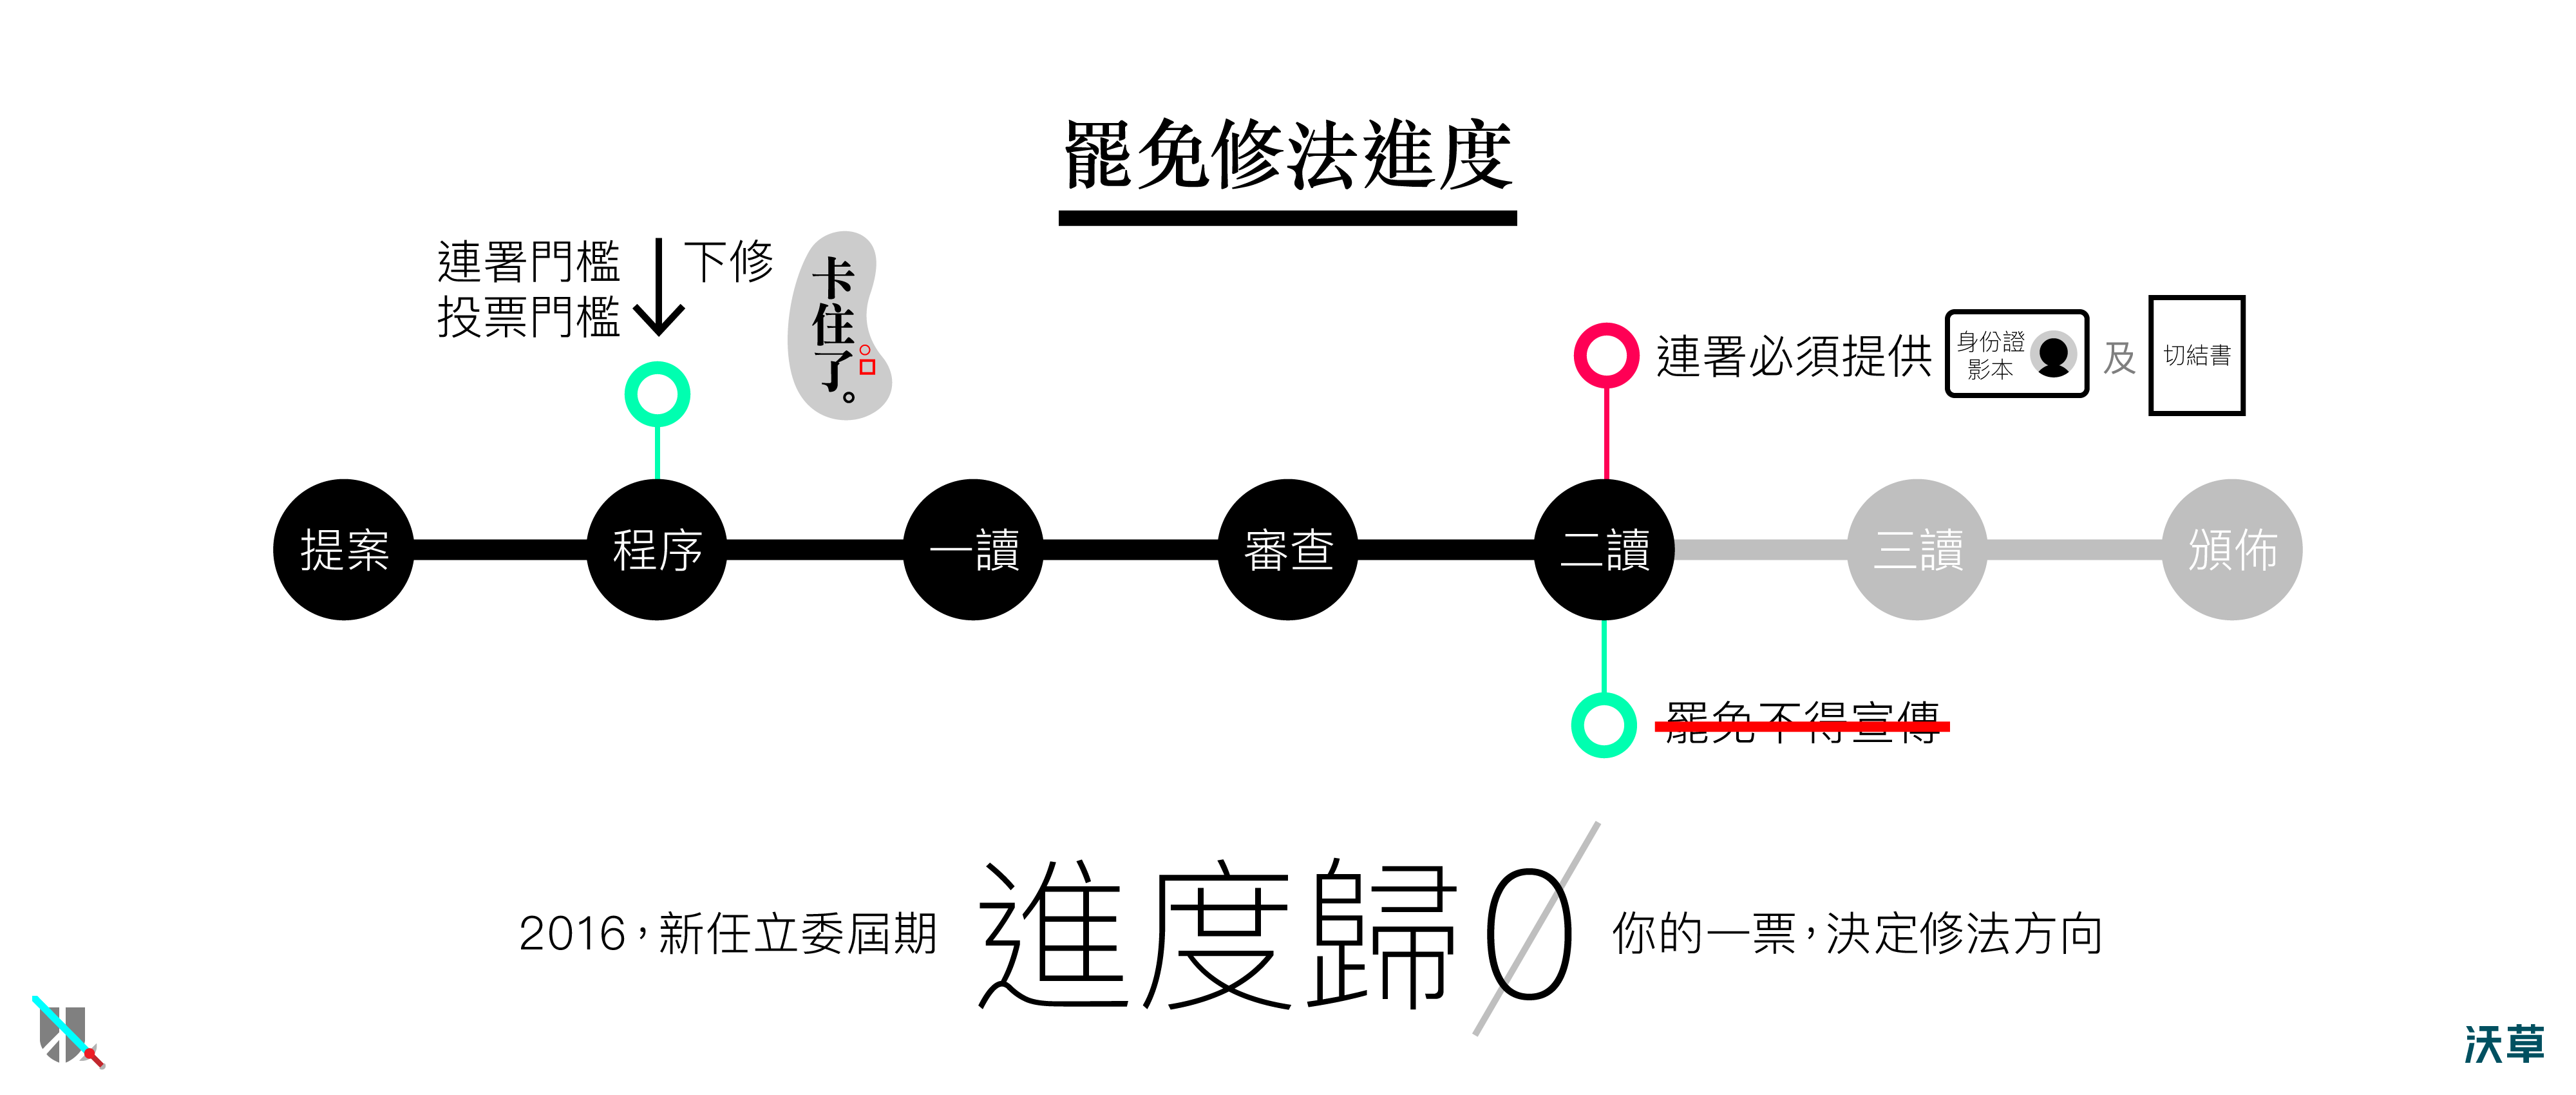 罷免修法進度
連署門檻
投票門檻
下修
卡住了。
連署必須提供
身份證
影本
及
切結書
提案
程序
一讀
審查
二讀
三讀
頒佈
罷免不得宣傳
2016，新任立委屆期
進度歸0
你的一票，決定修法方向
沃草